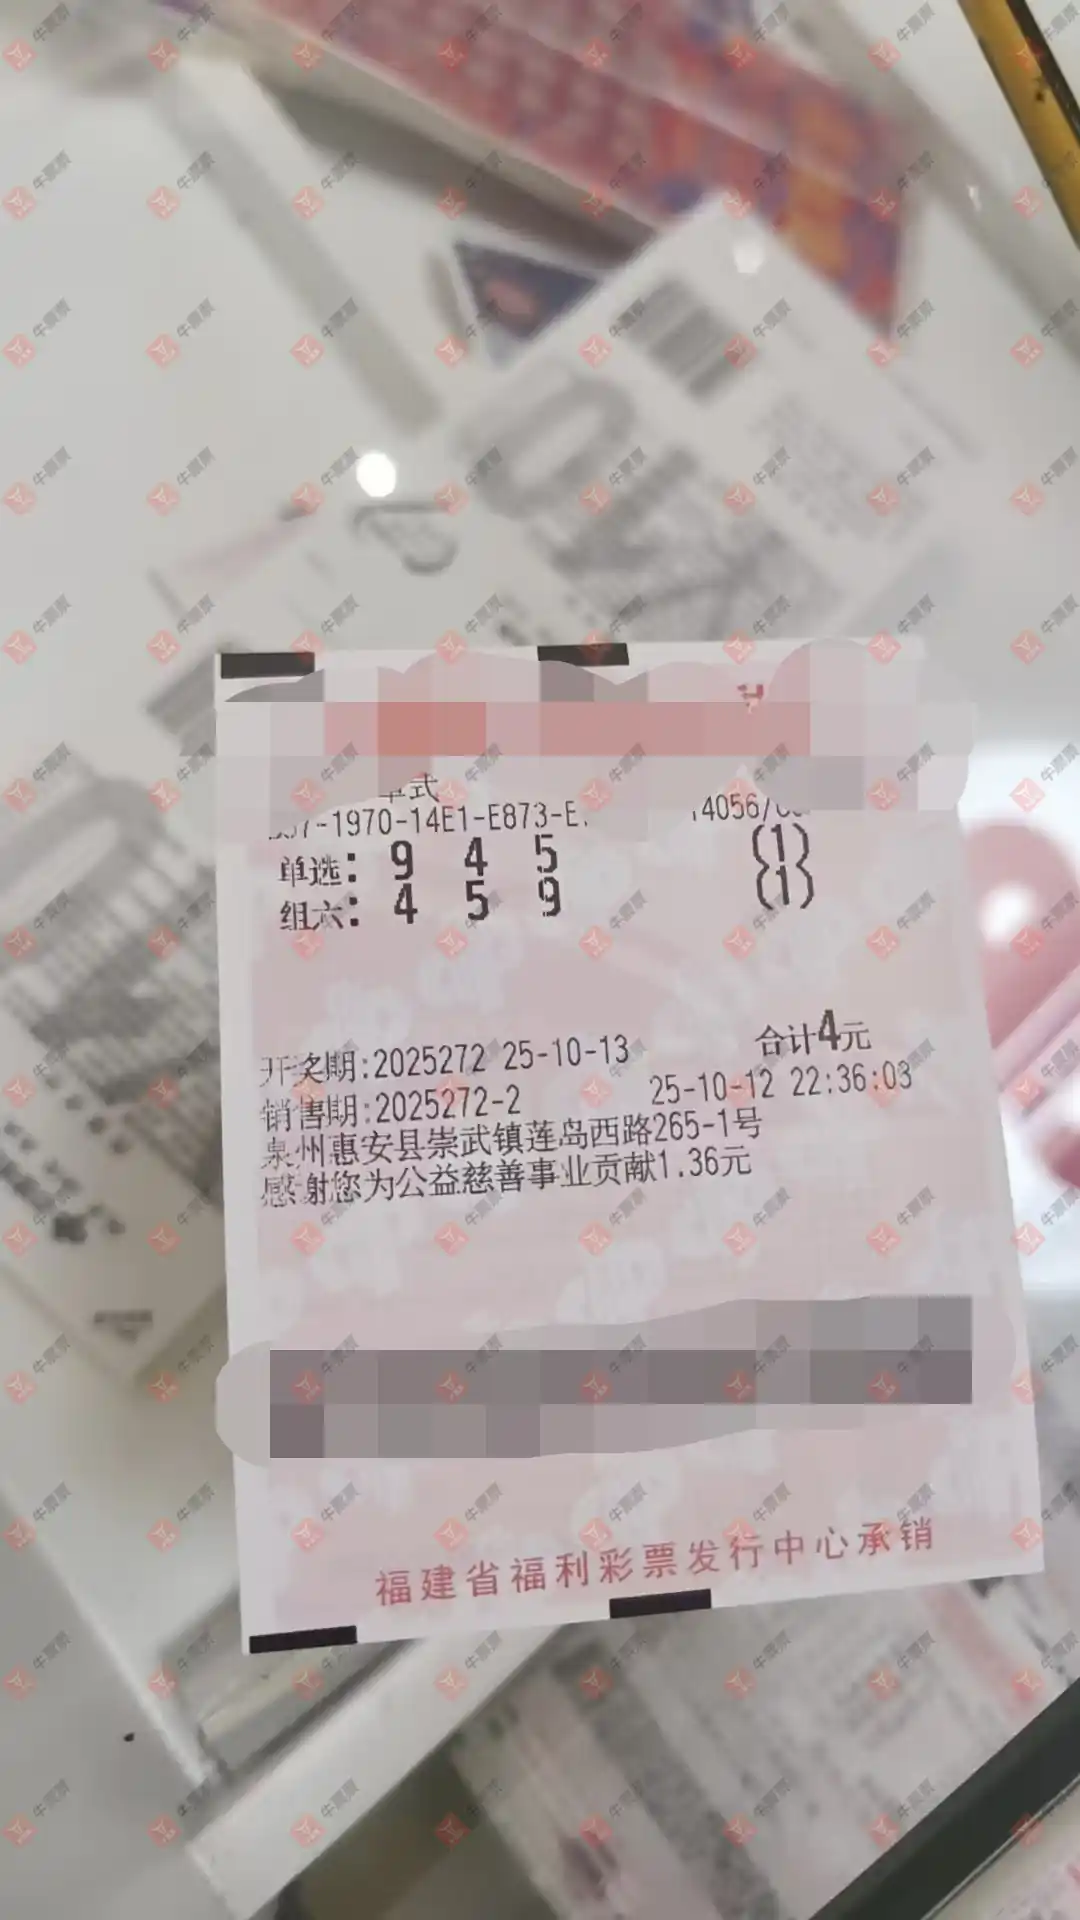 单式
-1970-14E1-E873-E
14056/
单选: 9 4 5 (1)
组六: 4 5 9 (1)
合计4元
开奖期:2025272 25-10-13
销售期:2025272-2 25-10-12 22:36:03
泉州惠安县崇武镇莲岛西路265-1号
感谢您为公益慈善事业贡献1.36元
福建省福利彩票发行中心承销
牛票票